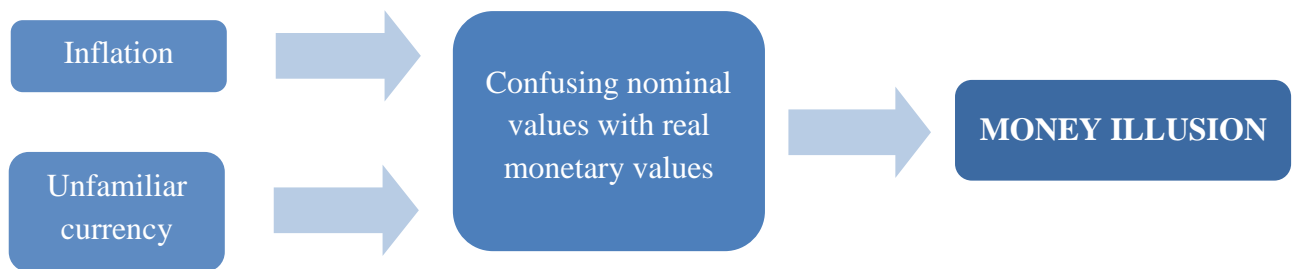 Inflation
Unfamiliar
currency
Confusing nominal
values with real
monetary values
MONEY ILLUSION